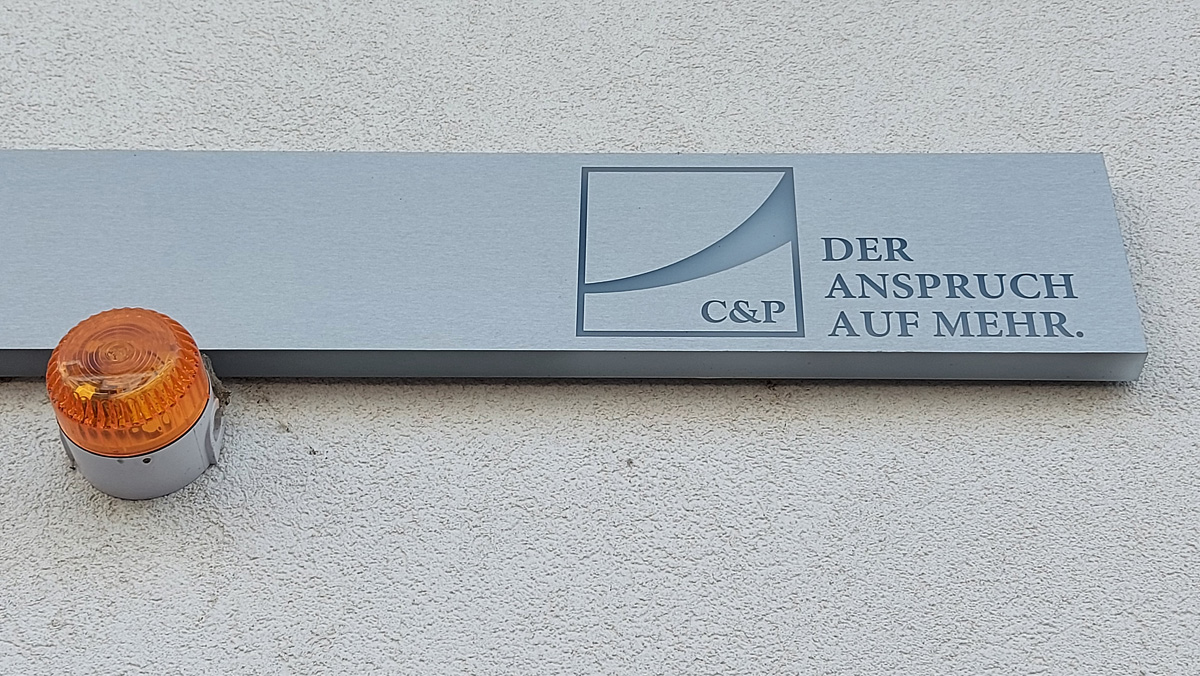 C&P
DER
ANSPRUCH
AUF MEHR.